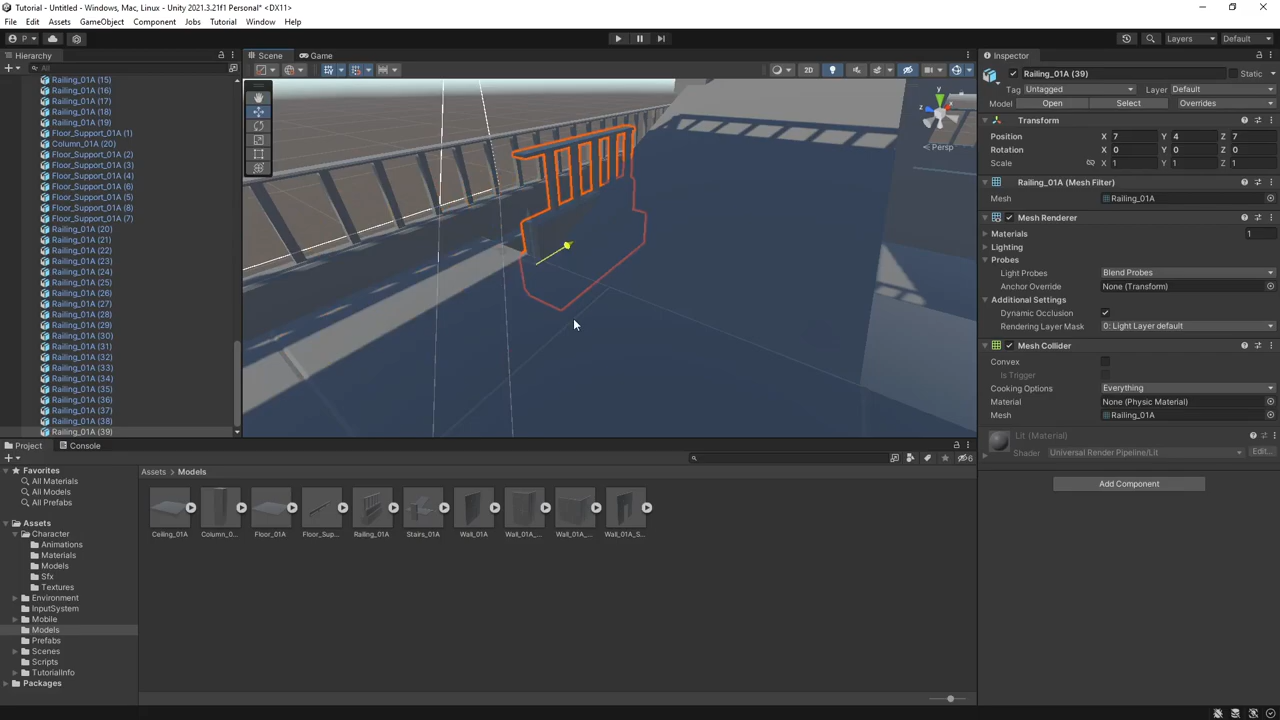 Tutorial - Untitled - Windows, Mac, Linux - Unity 2021.3.21f1 Personal* <DX11>
File Edit Assets GameObject Component Jobs Tutorial Window Help
P
Layers Default
Hierarchy
All
Railing_01A (15)
Railing_01A (16)
Railing_01A (17)
Railing_01A (18)
Railing_01A (19)
Floor_Support_01A (1)
Column_01A (20)
Floor_Support_01A (2)
Floor_Support_01A (3)
Floor_Support_01A (4)
Floor_Support_01A (6)
Floor_Support_01A (5)
Floor_Support_01A (8)
Floor_Support_01A (7)
Railing_01A (20)
Railing_01A (21)
Railing_01A (22)
Railing_01A (23)
Railing_01A (24)
Railing_01A (25)
Railing_01A (26)
Railing_01A (27)
Railing_01A (28)
Railing_01A (29)
Railing_01A (30)
Railing_01A (31)
Railing_01A (32)
Railing_01A (33)
Railing_01A (34)
Railing_01A (35)
Railing_01A (36)
Railing_01A (37)
Railing_01A (38)
Railing_01A (39)
Scene Game
2D
y
x
z
Persp
Inspector
Railing_01A (39) Static
Tag Untagged Layer Default
Model Open Select Overrides
Transform
Position X 7 Y 4 Z 7
Rotation X 0 Y 0 Z 0
Scale X 1 Y 1 Z 1
Railing_01A (Mesh Filter)
Mesh Railing_01A
Mesh Renderer
Materials 1
Lighting
Probes
Light Probes Blend Probes
Anchor Override None (Transform)
Additional Settings
Dynamic Occlusion
Rendering Layer Mask 0: Light Layer default
Mesh Collider
Convex
Is Trigger
Cooking Options Everything
Material None (Physic Material)
Mesh Railing_01A
Lit (Material)
Shader Universal Render Pipeline/Lit Edit...
Add Component
Project Console
6
Favorites
All Materials
All Models
All Prefabs
Assets
Character
Animations
Materials
Models
Sfx
Textures
Environment
InputSystem
Mobile
Models
Prefabs
Scenes
Scripts
TutorialInfo
Packages
Assets Models
Ceiling_01A Column_0... Floor_01A Floor_Sup... Railing_01A Stairs_01A Wall_01A Wall_01A_... Wall_01A_... Wall_01A_S...